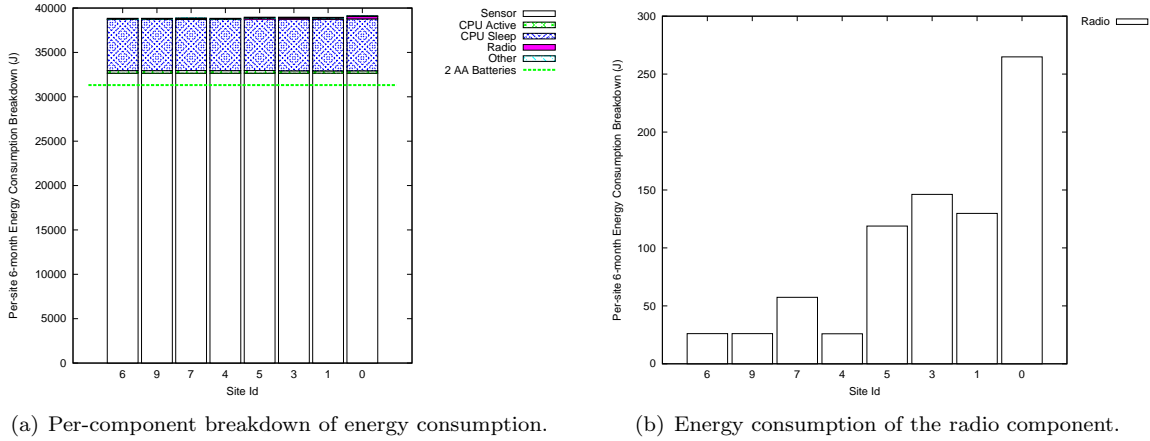 40000
35000
30000
25000
20000
15000
10000
5000
0
Per-site 6-month Energy Consumption Breakdown (J)
6 9 7 4 5 3 1 0
Site Id
Sensor
CPU Active
CPU Sleep
Radio
Other
2 AA Batteries
(a) Per-component breakdown of energy consumption.
300
250
200
150
100
50
0
Per-site 6-month Energy Consumption Breakdown (J)
6 9 7 4 5 3 1 0
Site Id
Radio
(b) Energy consumption of the radio component.